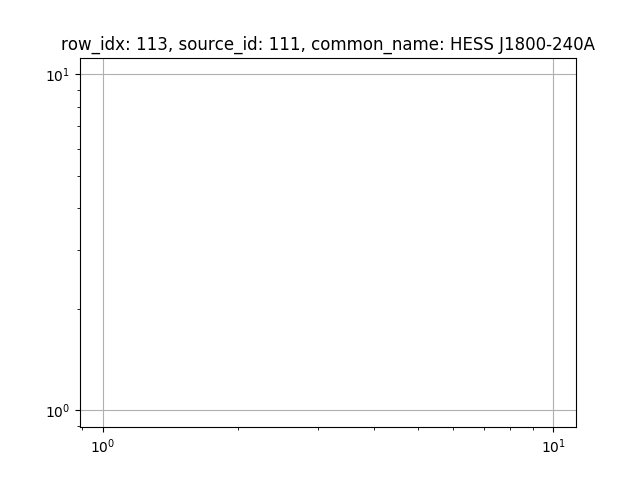 row_idx: 113, source_id: 111, common_name: HESS J1800-240A
10¹
10⁰
10⁰ 10¹